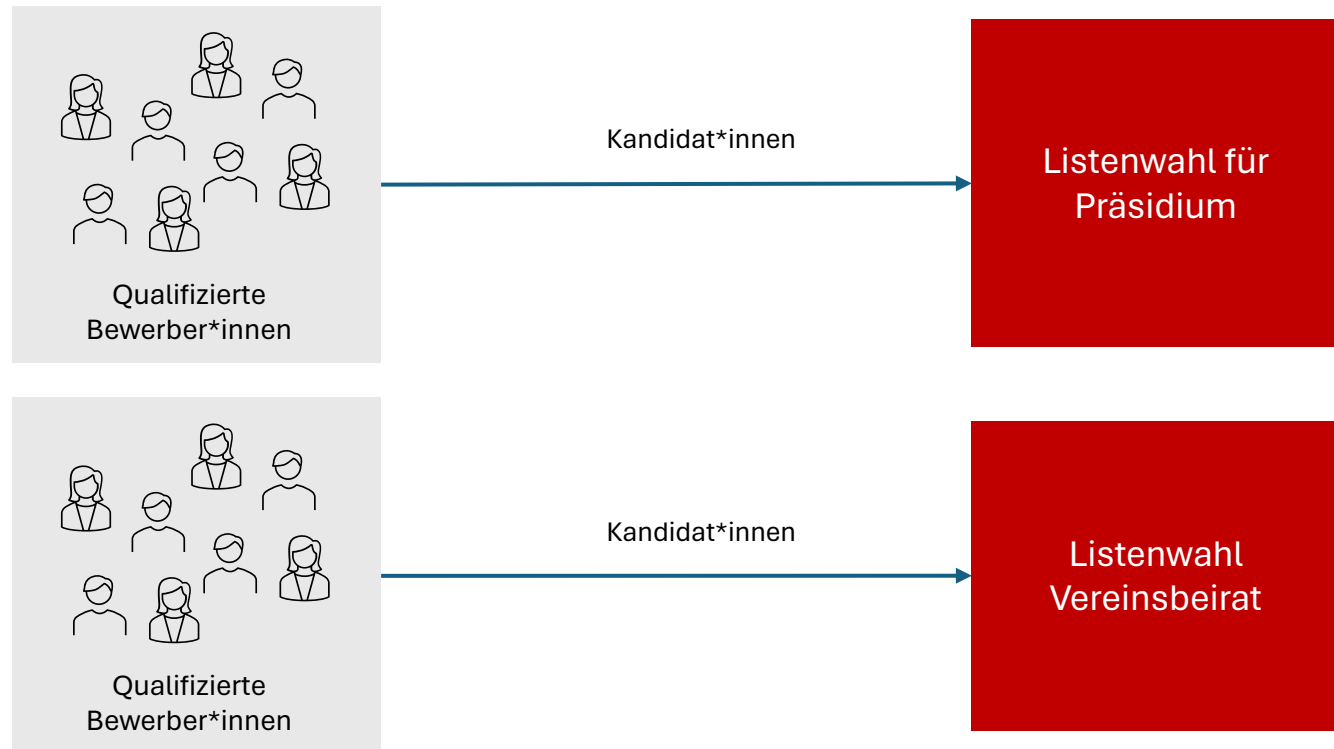 Kandidat*innen
Listenwahl für
Präsidium
Qualifizierte
Bewerber*innen
Kandidat*innen
Listenwahl
Vereinsbeirat
Qualifizierte
Bewerber*innen